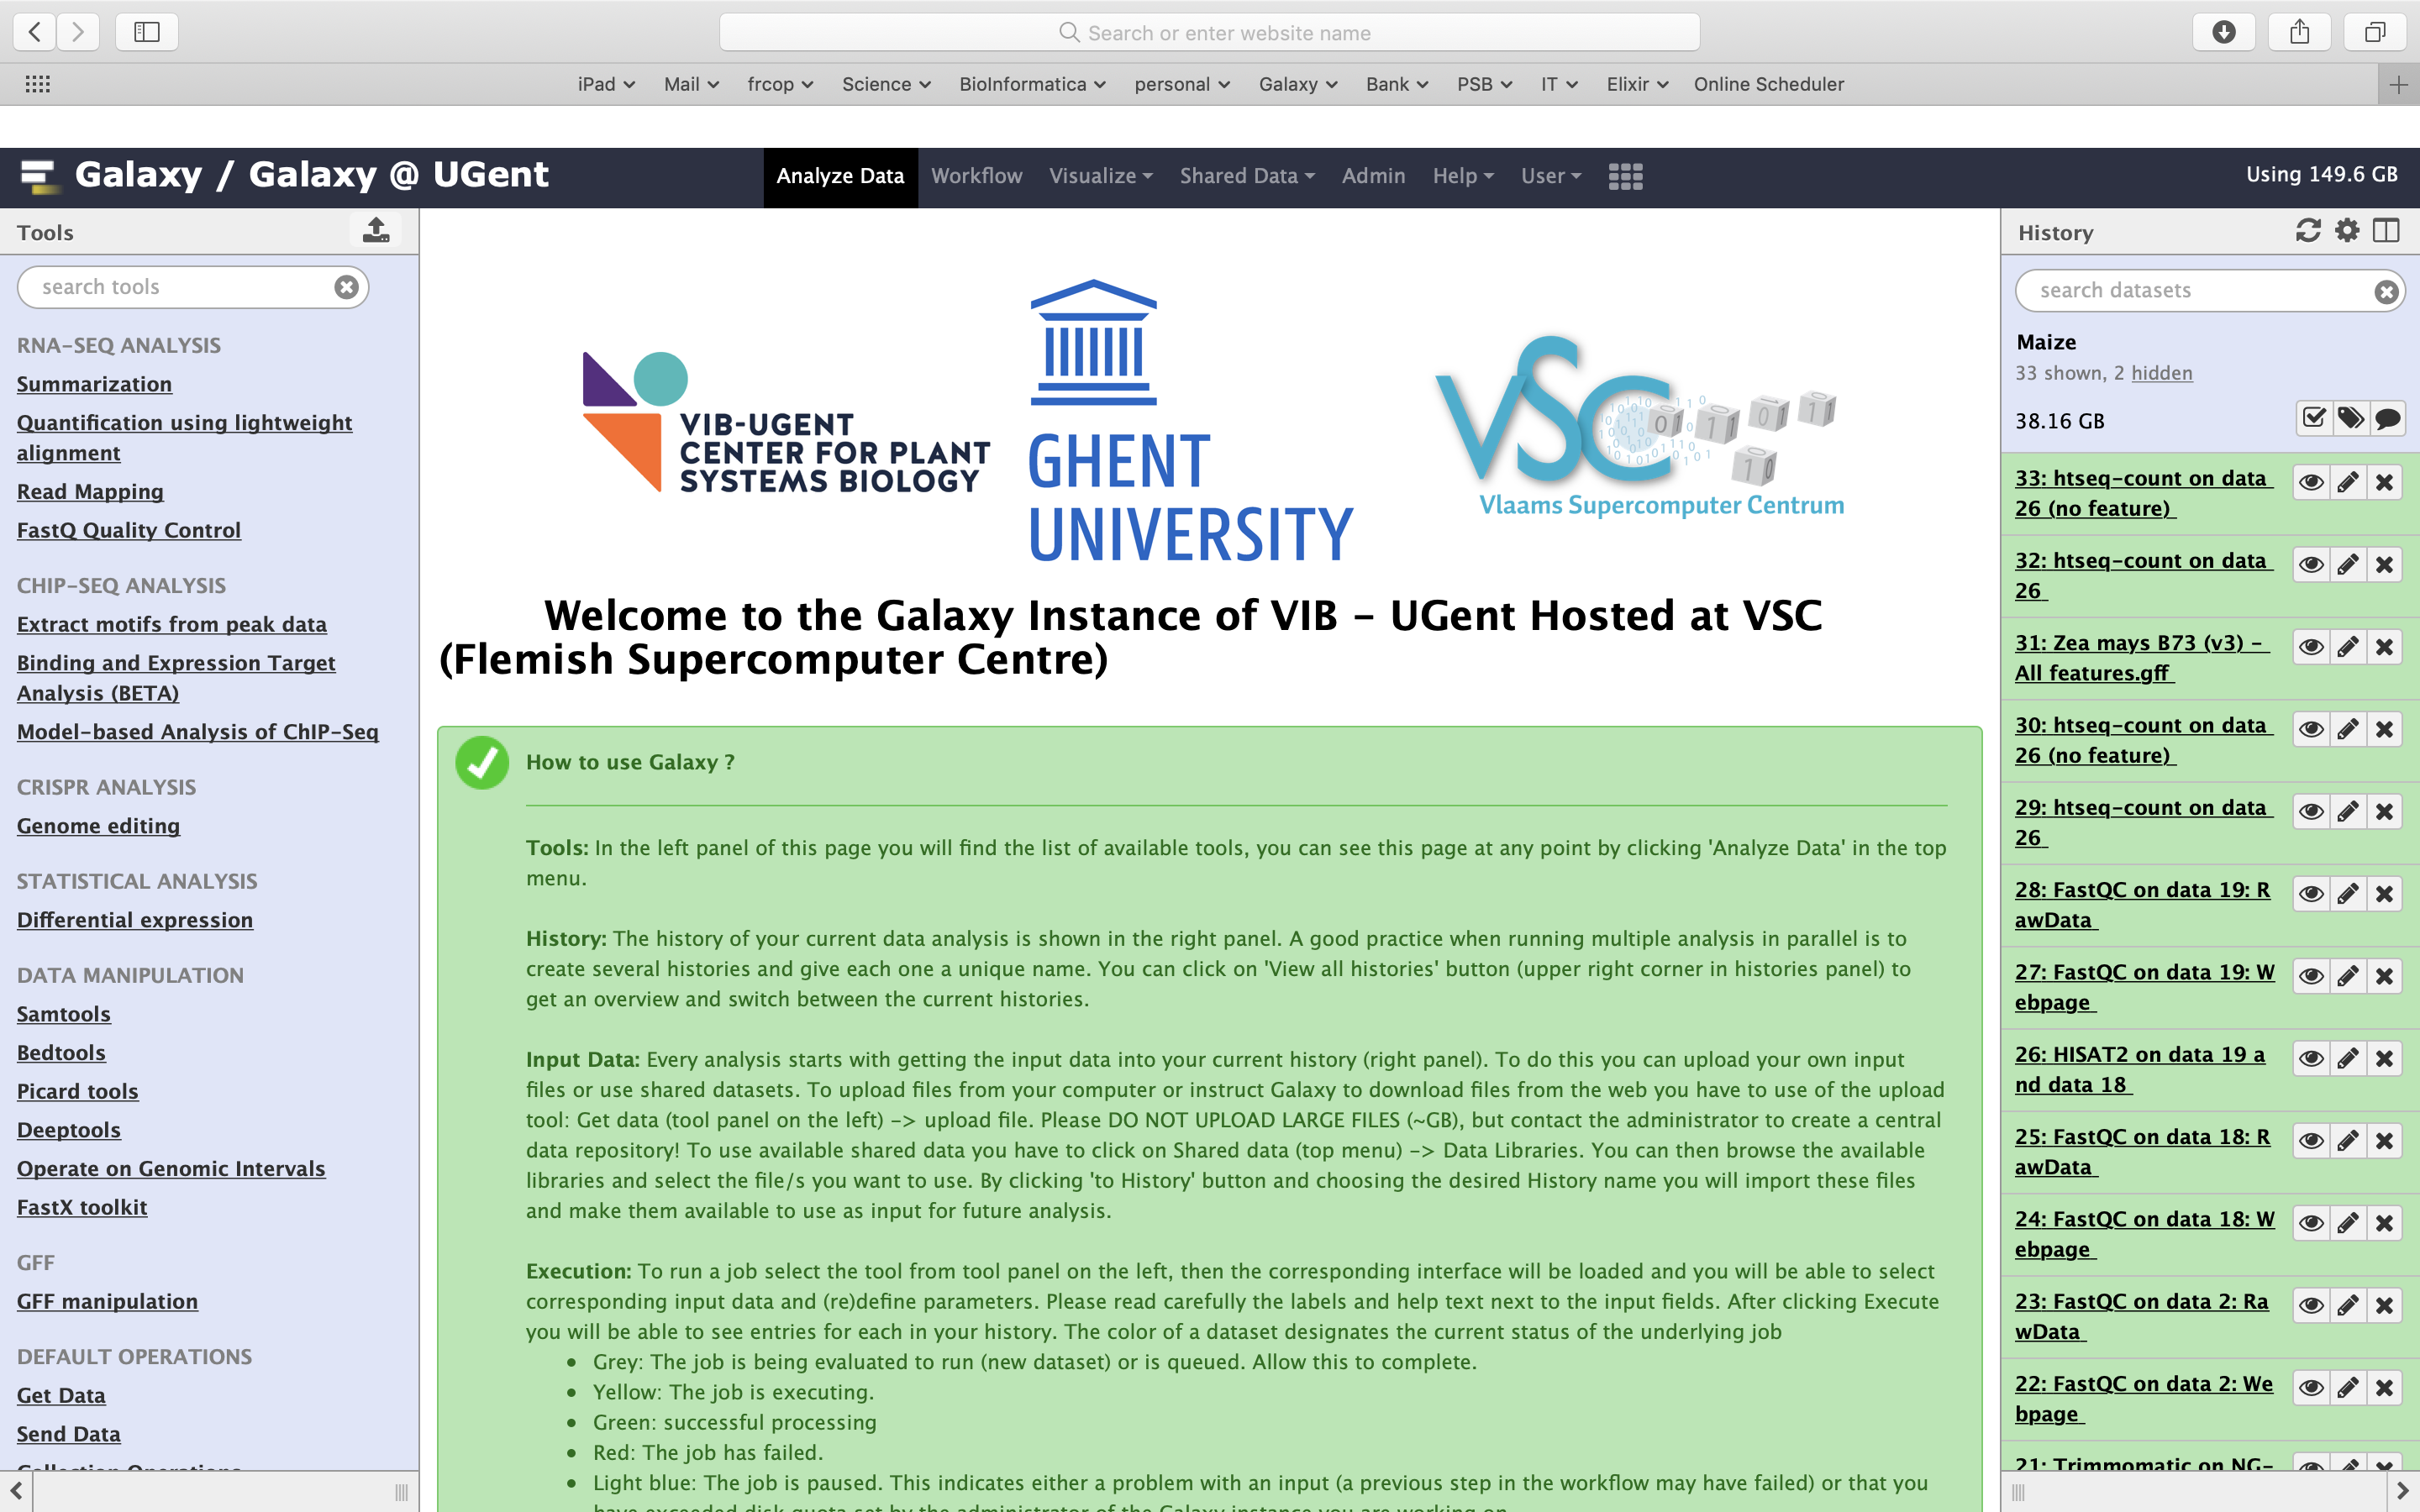 Search or enter website name
iPad Mail frcop Science BioInformatica personal Galaxy Bank PSB IT Elixir Online Scheduler
Galaxy / Galaxy @ UGent
Analyze Data Workflow Visualize Shared Data Admin Help User
Using 149.6 GB
Tools
search tools
RNA-SEQ ANALYSIS
Summarization
Quantification using lightweight
alignment
Read Mapping
FastQ Quality Control
CHIP-SEQ ANALYSIS
Extract motifs from peak data
Binding and Expression Target
Analysis (BETA)
Model-based Analysis of ChIP-Seq
CRISPR ANALYSIS
Genome editing
STATISTICAL ANALYSIS
Differential expression
DATA MANIPULATION
Samtools
Bedtools
Picard tools
Deeptools
Operate on Genomic Intervals
FastX toolkit
GFF
GFF manipulation
DEFAULT OPERATIONS
Get Data
Send Data
Collection Operations
VIB-UGENT
CENTER FOR PLANT
SYSTEMS BIOLOGY
GHENT
UNIVERSITY
VSC
Vlaams Supercomputer Centrum
Welcome to the Galaxy Instance of VIB - UGent Hosted at VSC
(Flemish Supercomputer Centre)
How to use Galaxy ?
Tools: In the left panel of this page you will find the list of available tools, you can see this page at any point by clicking 'Analyze Data' in the top
menu.
History: The history of your current data analysis is shown in the right panel. A good practice when running multiple analysis in parallel is to
create several histories and give each one a unique name. You can click on 'View all histories' button (upper right corner in histories panel) to
get an overview and switch between the current histories.
Input Data: Every analysis starts with getting the input data into your current history (right panel). To do this you can upload your own input
files or use shared datasets. To upload files from your computer or instruct Galaxy to download files from the web you have to use of the upload
tool: Get data (tool panel on the left) -> upload file. Please DO NOT UPLOAD LARGE FILES (~GB), but contact the administrator to create a central
data repository! To use available shared data you have to click on Shared data (top menu) -> Data Libraries. You can then browse the available
libraries and select the file/s you want to use. By clicking 'to History' button and choosing the desired History name you will import these files
and make them available to use as input for future analysis.
Execution: To run a job select the tool from tool panel on the left, then the corresponding interface will be loaded and you will be able to select
corresponding input data and (re)define parameters. Please read carefully the labels and help text next to the input fields. After clicking Execute
you will be able to see entries for each in your history. The color of a dataset designates the current status of the underlying job
• Grey: The job is being evaluated to run (new dataset) or is queued. Allow this to complete.
• Yellow: The job is executing.
• Green: successful processing
• Red: The job has failed.
• Light blue: The job is paused. This indicates either a problem with an input (a previous step in the workflow may have failed) or that you
have exceeded disk quota set by the administrator of the Galaxy instance you are working on
History
search datasets
Maize
33 shown, 2 hidden
38.16 GB
33: htseq-count on data
26 (no feature)
32: htseq-count on data
26
31: Zea mays B73 (v3) -
All features.gff
30: htseq-count on data
26 (no feature)
29: htseq-count on data
26
28: FastQC on data 19: R
awData
27: FastQC on data 19: W
ebpage
26: HISAT2 on data 19 a
nd data 18
25: FastQC on data 18: R
awData
24: FastQC on data 18: W
ebpage
23: FastQC on data 2: Ra
wData
22: FastQC on data 2: We
bpage
21: Trimmomatic on NG-